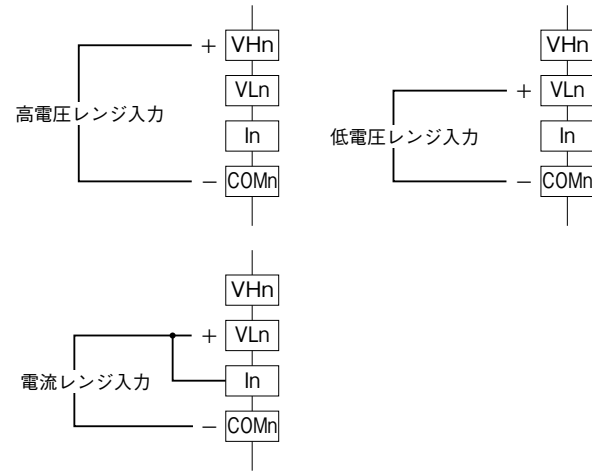 + VHn
VLn
高電圧レンジ入力
In
− COMn
VHn
+ VLn
低電圧レンジ入力
In
− COMn
VHn
+ VLn
電流レンジ入力
In
− COMn